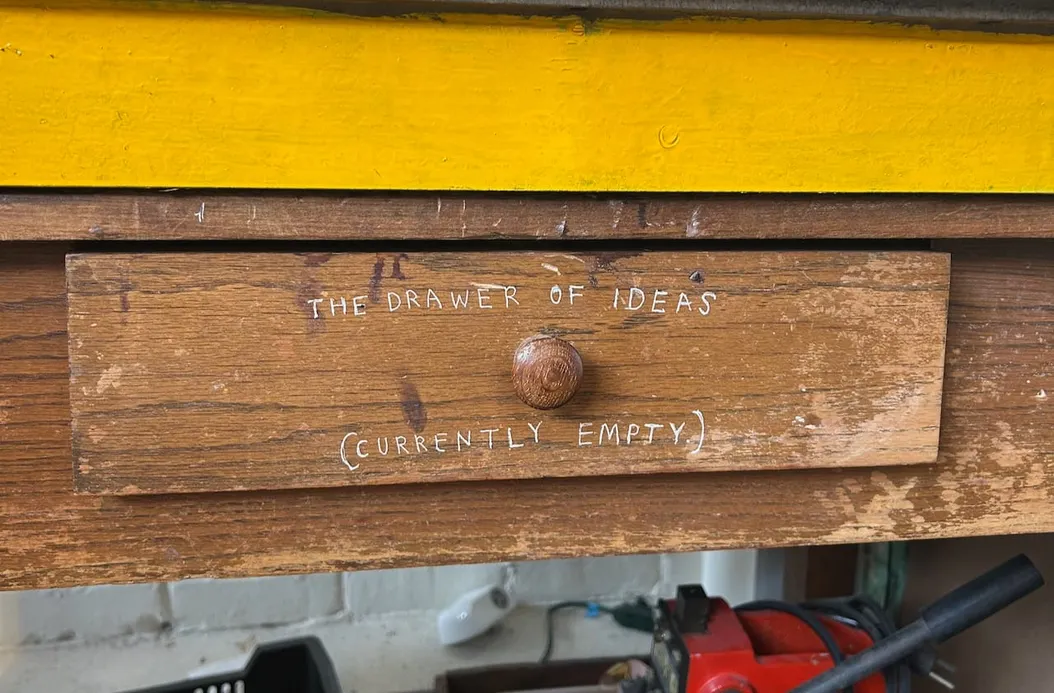 THE DRAWER OF IDEAS
(CURRENTLY EMPTY.)